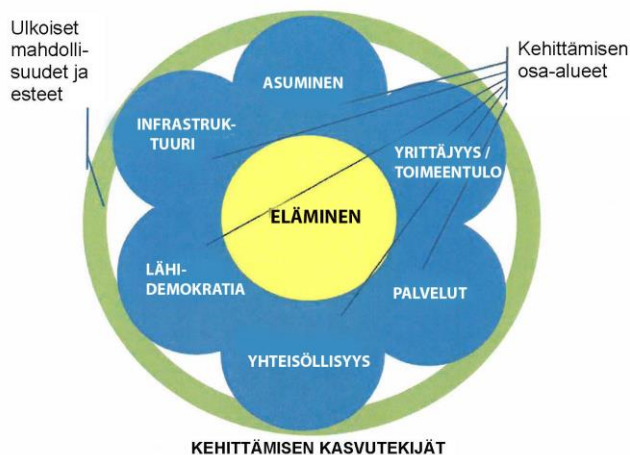 Ulkoiset
mahdolli-
suudet ja
esteet
Kehittämisen
osa-alueet
ASUMINEN
INFRASTRUK-
TUURI
YRITTÄJYYS /
TOIMEENTULO
ELÄMINEN
LÄHI-
DEMOKRATIA
PALVELUT
YHTEISÖLLISYYS
KEHITTÄMISEN KASVUTEKIJÄT